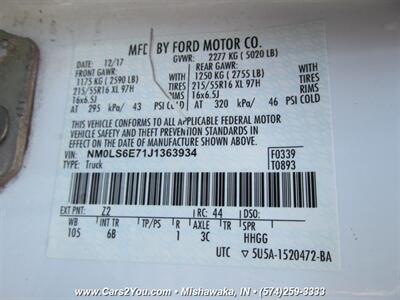 MFD. BY FORD MOTOR CO.
12/17 GVWR: 2277 KG ( 5020 LB)
FRONT GAWR: REAR GAWR:
1175 KG ( 2590 LB) WITH 1250 KG ( 2755 LB) WITH
215/55R16 XL 97H TIRES 215/55R16 XL 97H TIRES
16x6.5J RIMS 16x6.5J RIMS
AT 295 kPa/ 43 PSI COLD AT 320 kPa/ 46 PSI COLD
THIS VEHICLE CONFORMS TO ALL APPLICABLE FEDERAL MOTOR
VEHICLE SAFETY AND THEFT PREVENTION STANDARDS IN EFFECT
ON THE DATE OF MANUFACTURE SHOWN ABOVE.
VIN: NM0LS6E71J1363934 F0339
TYPE: Truck T0893
EXT PNT: Z2 RC: 44 DSO:
WB INT TR TP/PS R AXLE TR SPR
105 6B 1 3C HHGG
UTC ▽ 5U5A-1520472-BA
www.Cars2You.com • Mishawaka, IN • (574)-259-3333